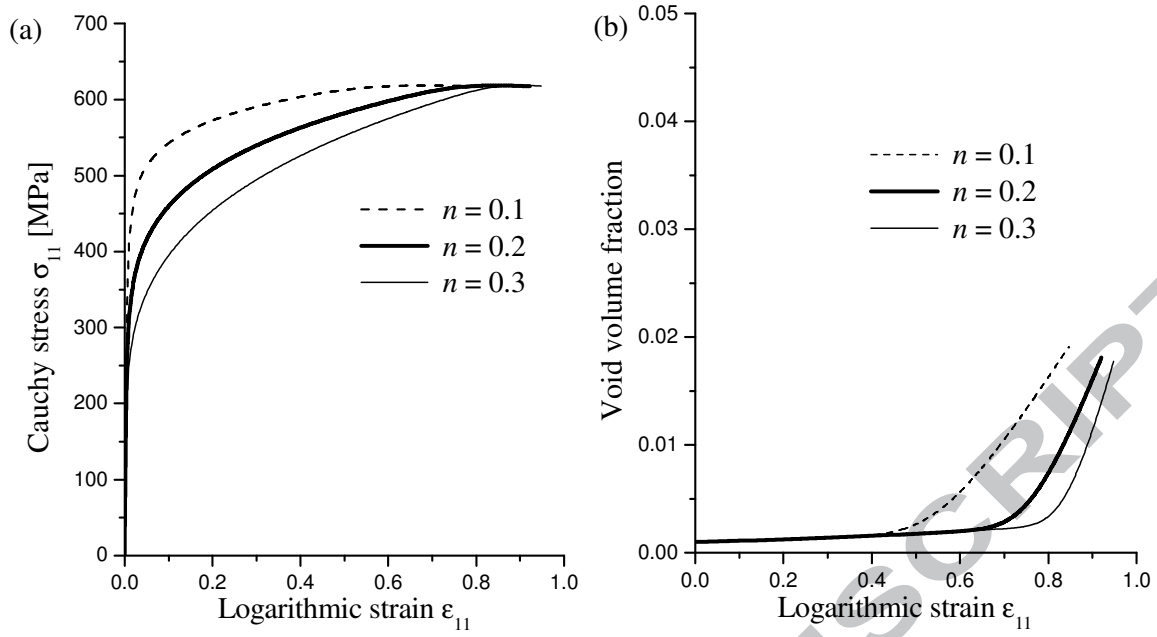 (a)
700
600
500
400
300
200
100
0
Cauchy stress σ11 [MPa]
n = 0.1
n = 0.2
n = 0.3
0.0 0.2 0.4 0.6 0.8 1.0
Logarithmic strain ε11
(b)
0.05
0.04
0.03
0.02
0.01
0.00
Void volume fraction
n = 0.1
n = 0.2
n = 0.3
0.0 0.2 0.4 0.6 0.8 1.0
Logarithmic strain ε11